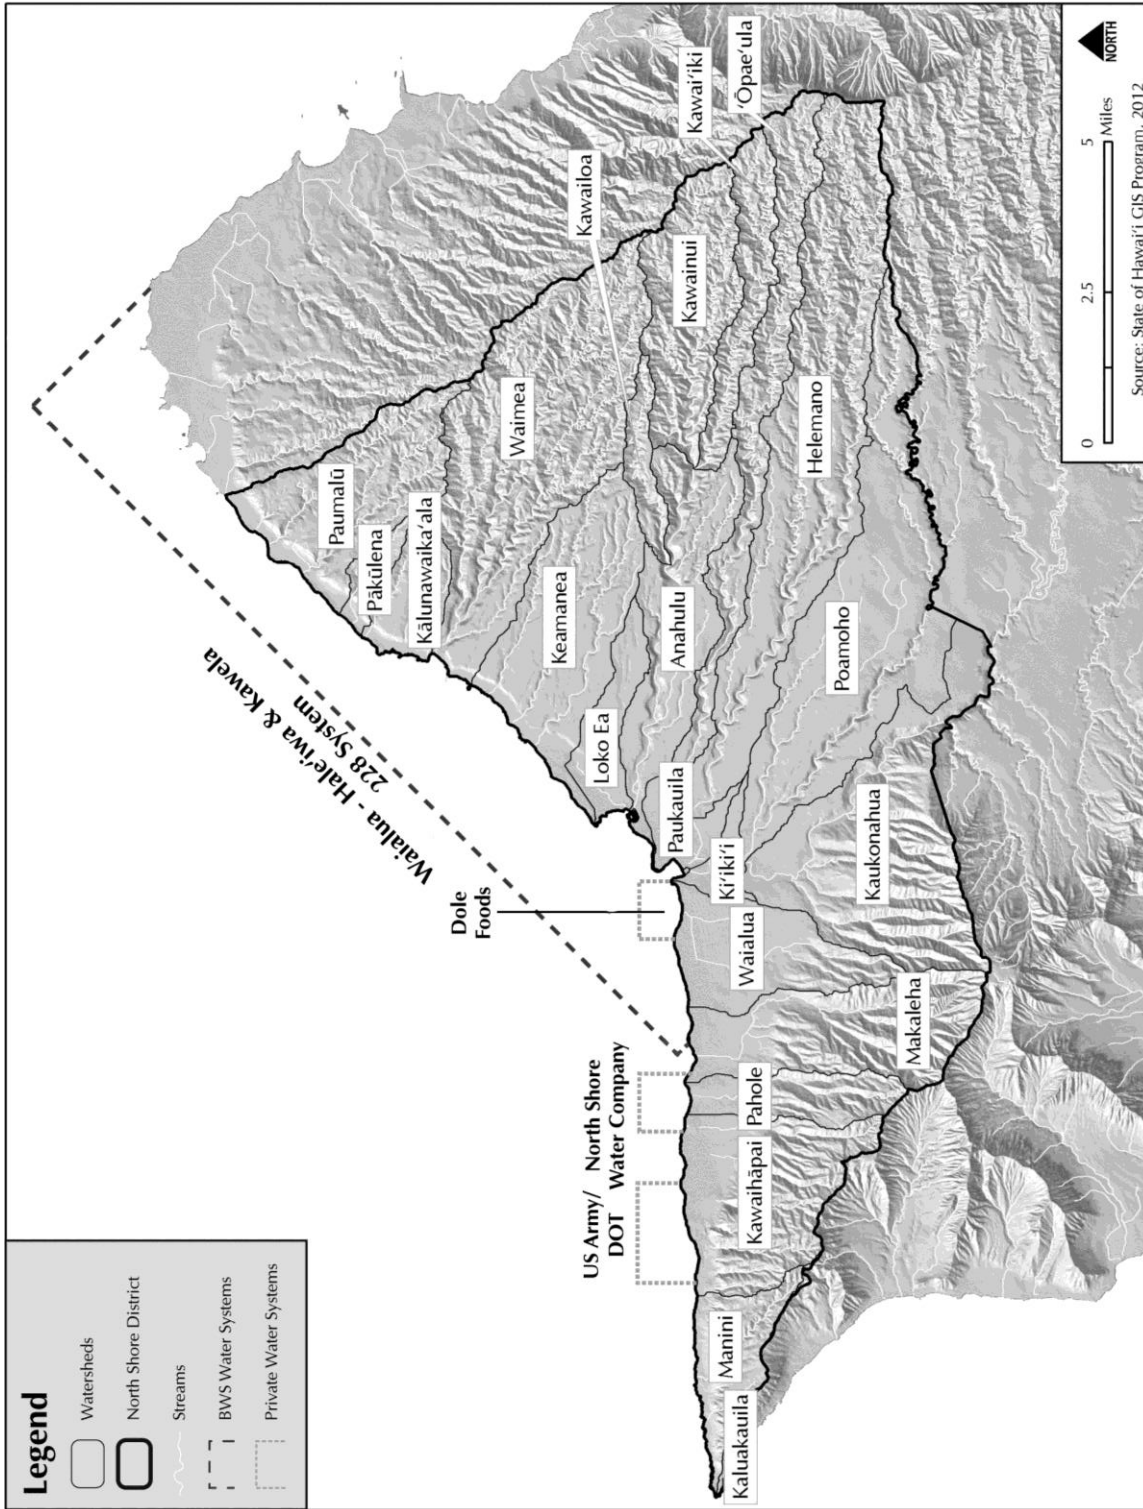 Legend
Watersheds
North Shore District
Streams
BWS Water Systems
Private Water Systems
Waialua - Hale‘iwa & Kawela
228 System
Dole
Foods
US Army/
DOT
North Shore
Water Company
Kaluakauila
Manini
Kawaihāpai
Pahole
Makaleha
Waialua
Kaukonahua
Ki‘iki‘i
Paukauila
Poamoho
Loko Ea
Anahulu
Keamanea
Helemano
Kālunawaika‘ala
Pākūlena
Paumalū
Waimea
Kawailoa
Kawainui
Kawai‘iki
‘Ōpae‘ula
NORTH
0
2.5
5
Miles
Source: State of Hawai‘i GIS Program, 2012